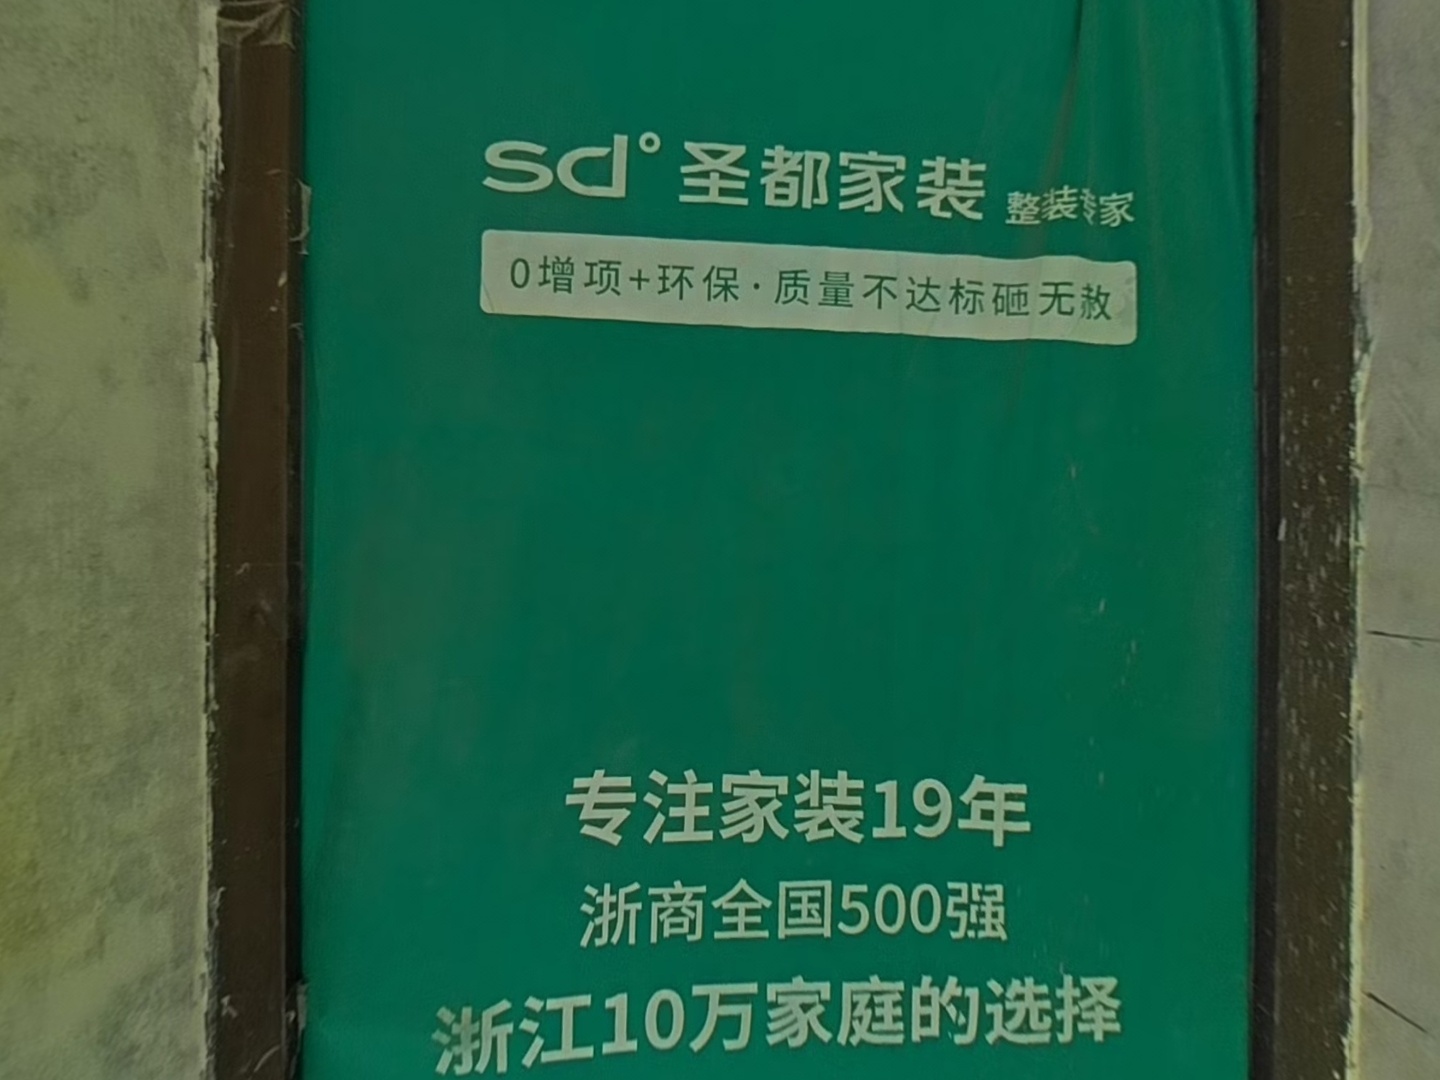 sd° 圣都家装 整装专家
0增项+环保·质量不达标砸无赦
专注家装19年
浙商全国500强
浙江10万家庭的选择